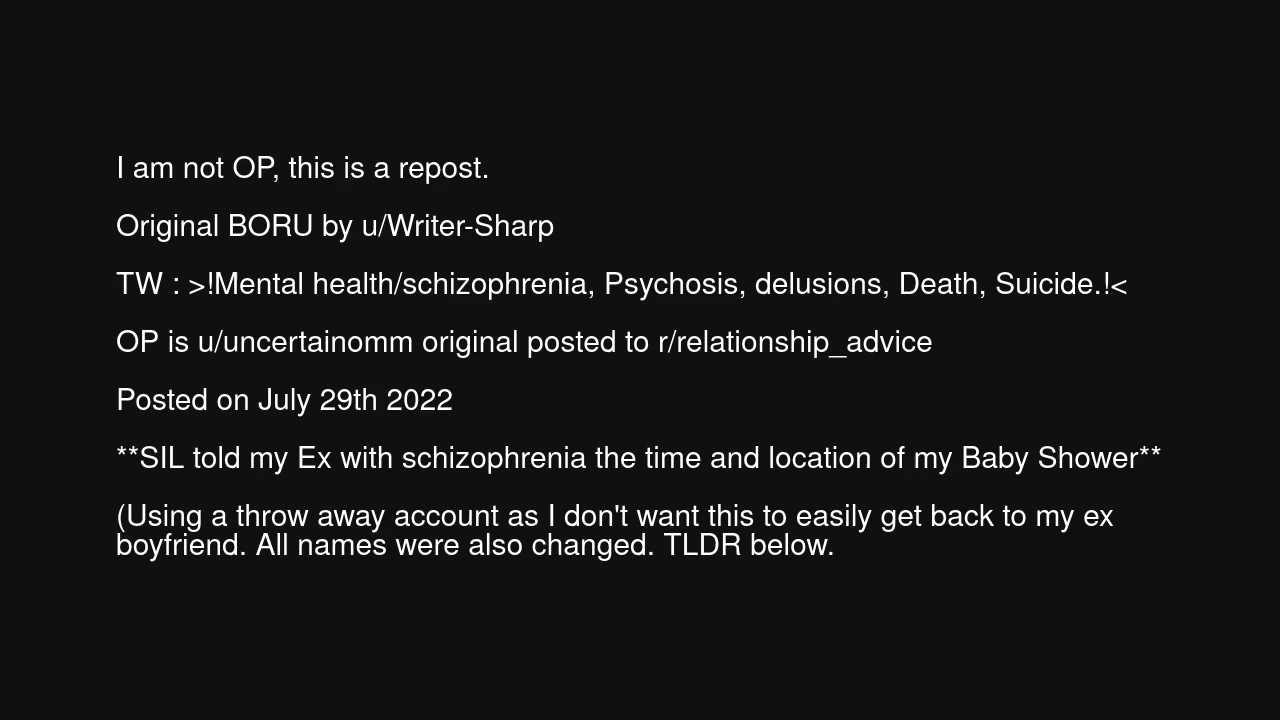 I am not OP, this is a repost.
Original BORU by u/Writer-Sharp
TW : >!Mental health/schizophrenia, Psychosis, delusions, Death, Suicide.!<
OP is u/uncertainomm original posted to r/relationship_advice
Posted on July 29th 2022
**SIL told my Ex with schizophrenia the time and location of my Baby Shower**
(Using a throw away account as I don't want this to easily get back to my ex
boyfriend. All names were also changed. TLDR below.